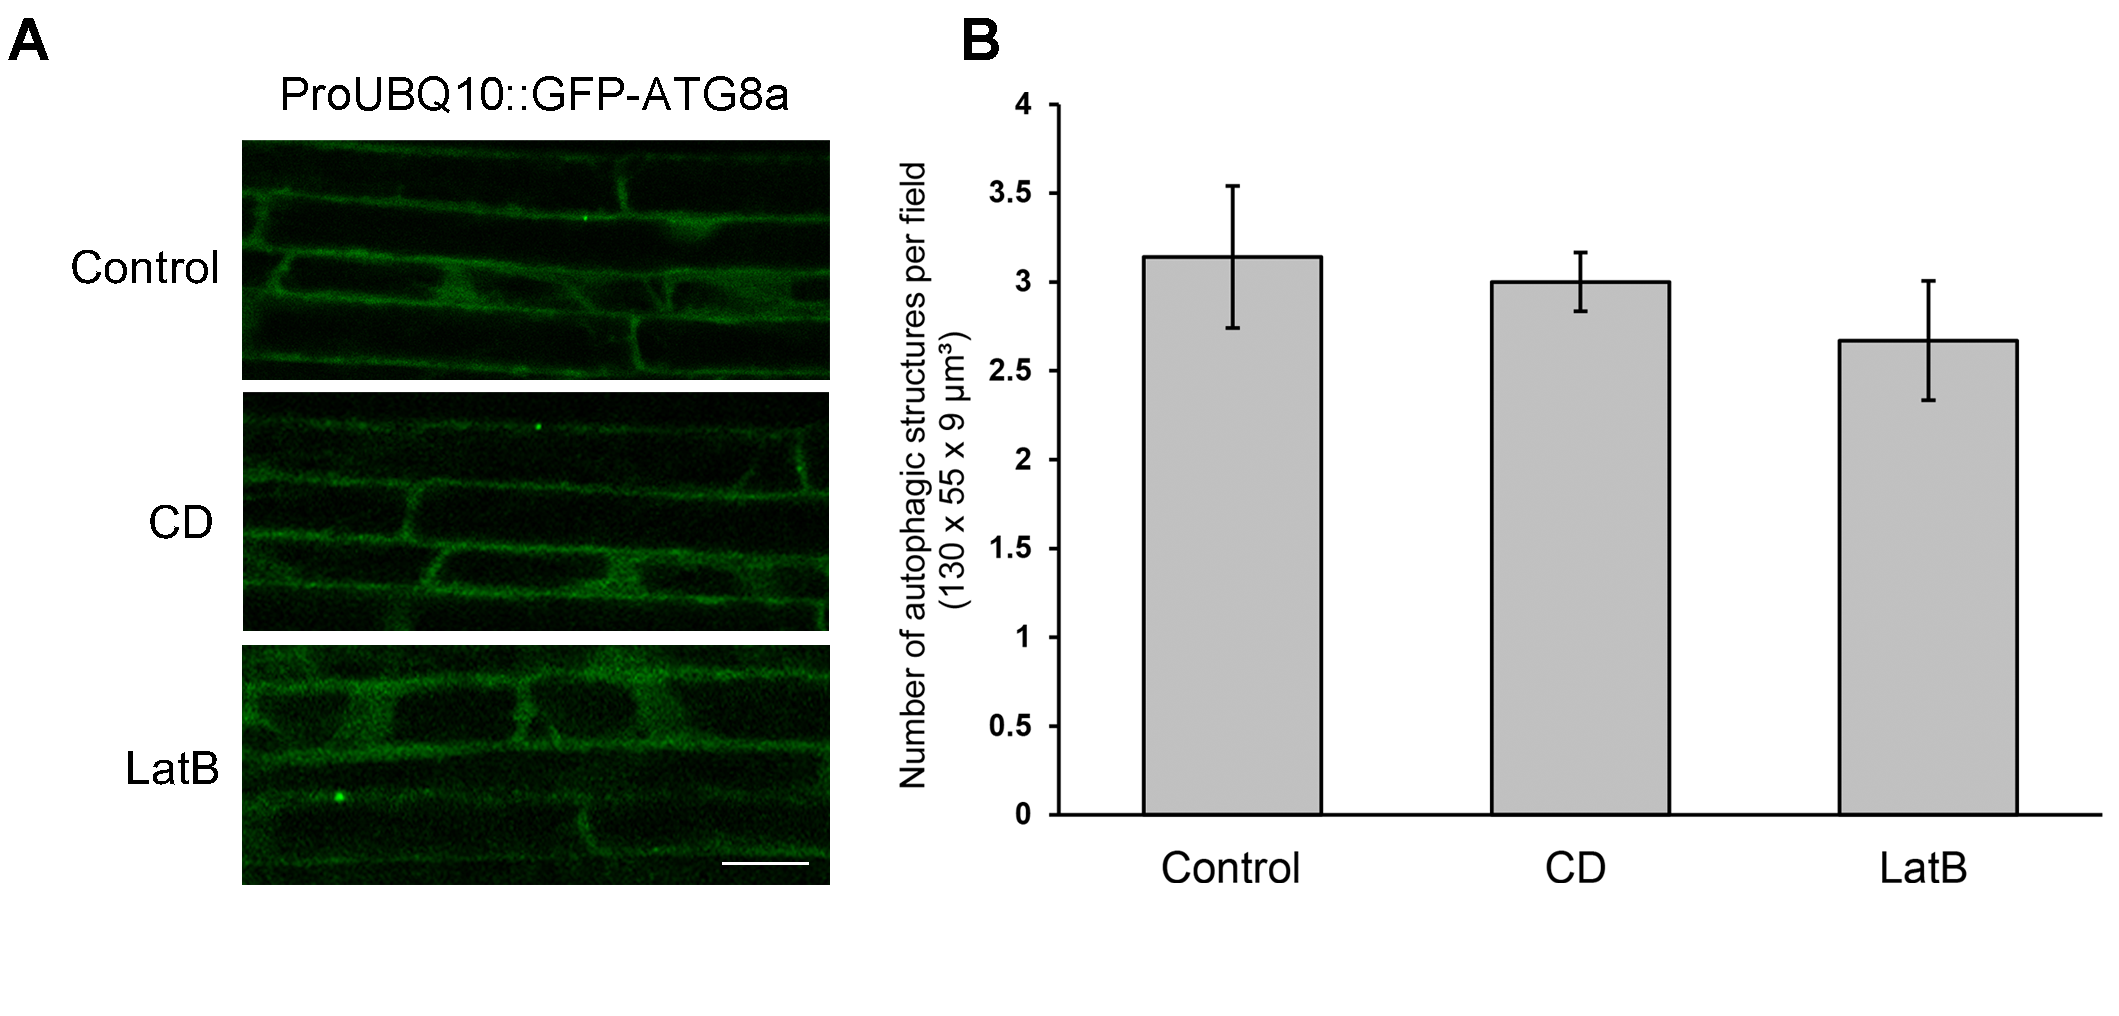 A
ProUBQ10::GFP-ATG8a
Control
CD
LatB
B
Number of autophagic structures per field
(130 x 55 x 9 µm³)
4
3.5
3
2.5
2
1.5
1
0.5
0
Control
CD
LatB